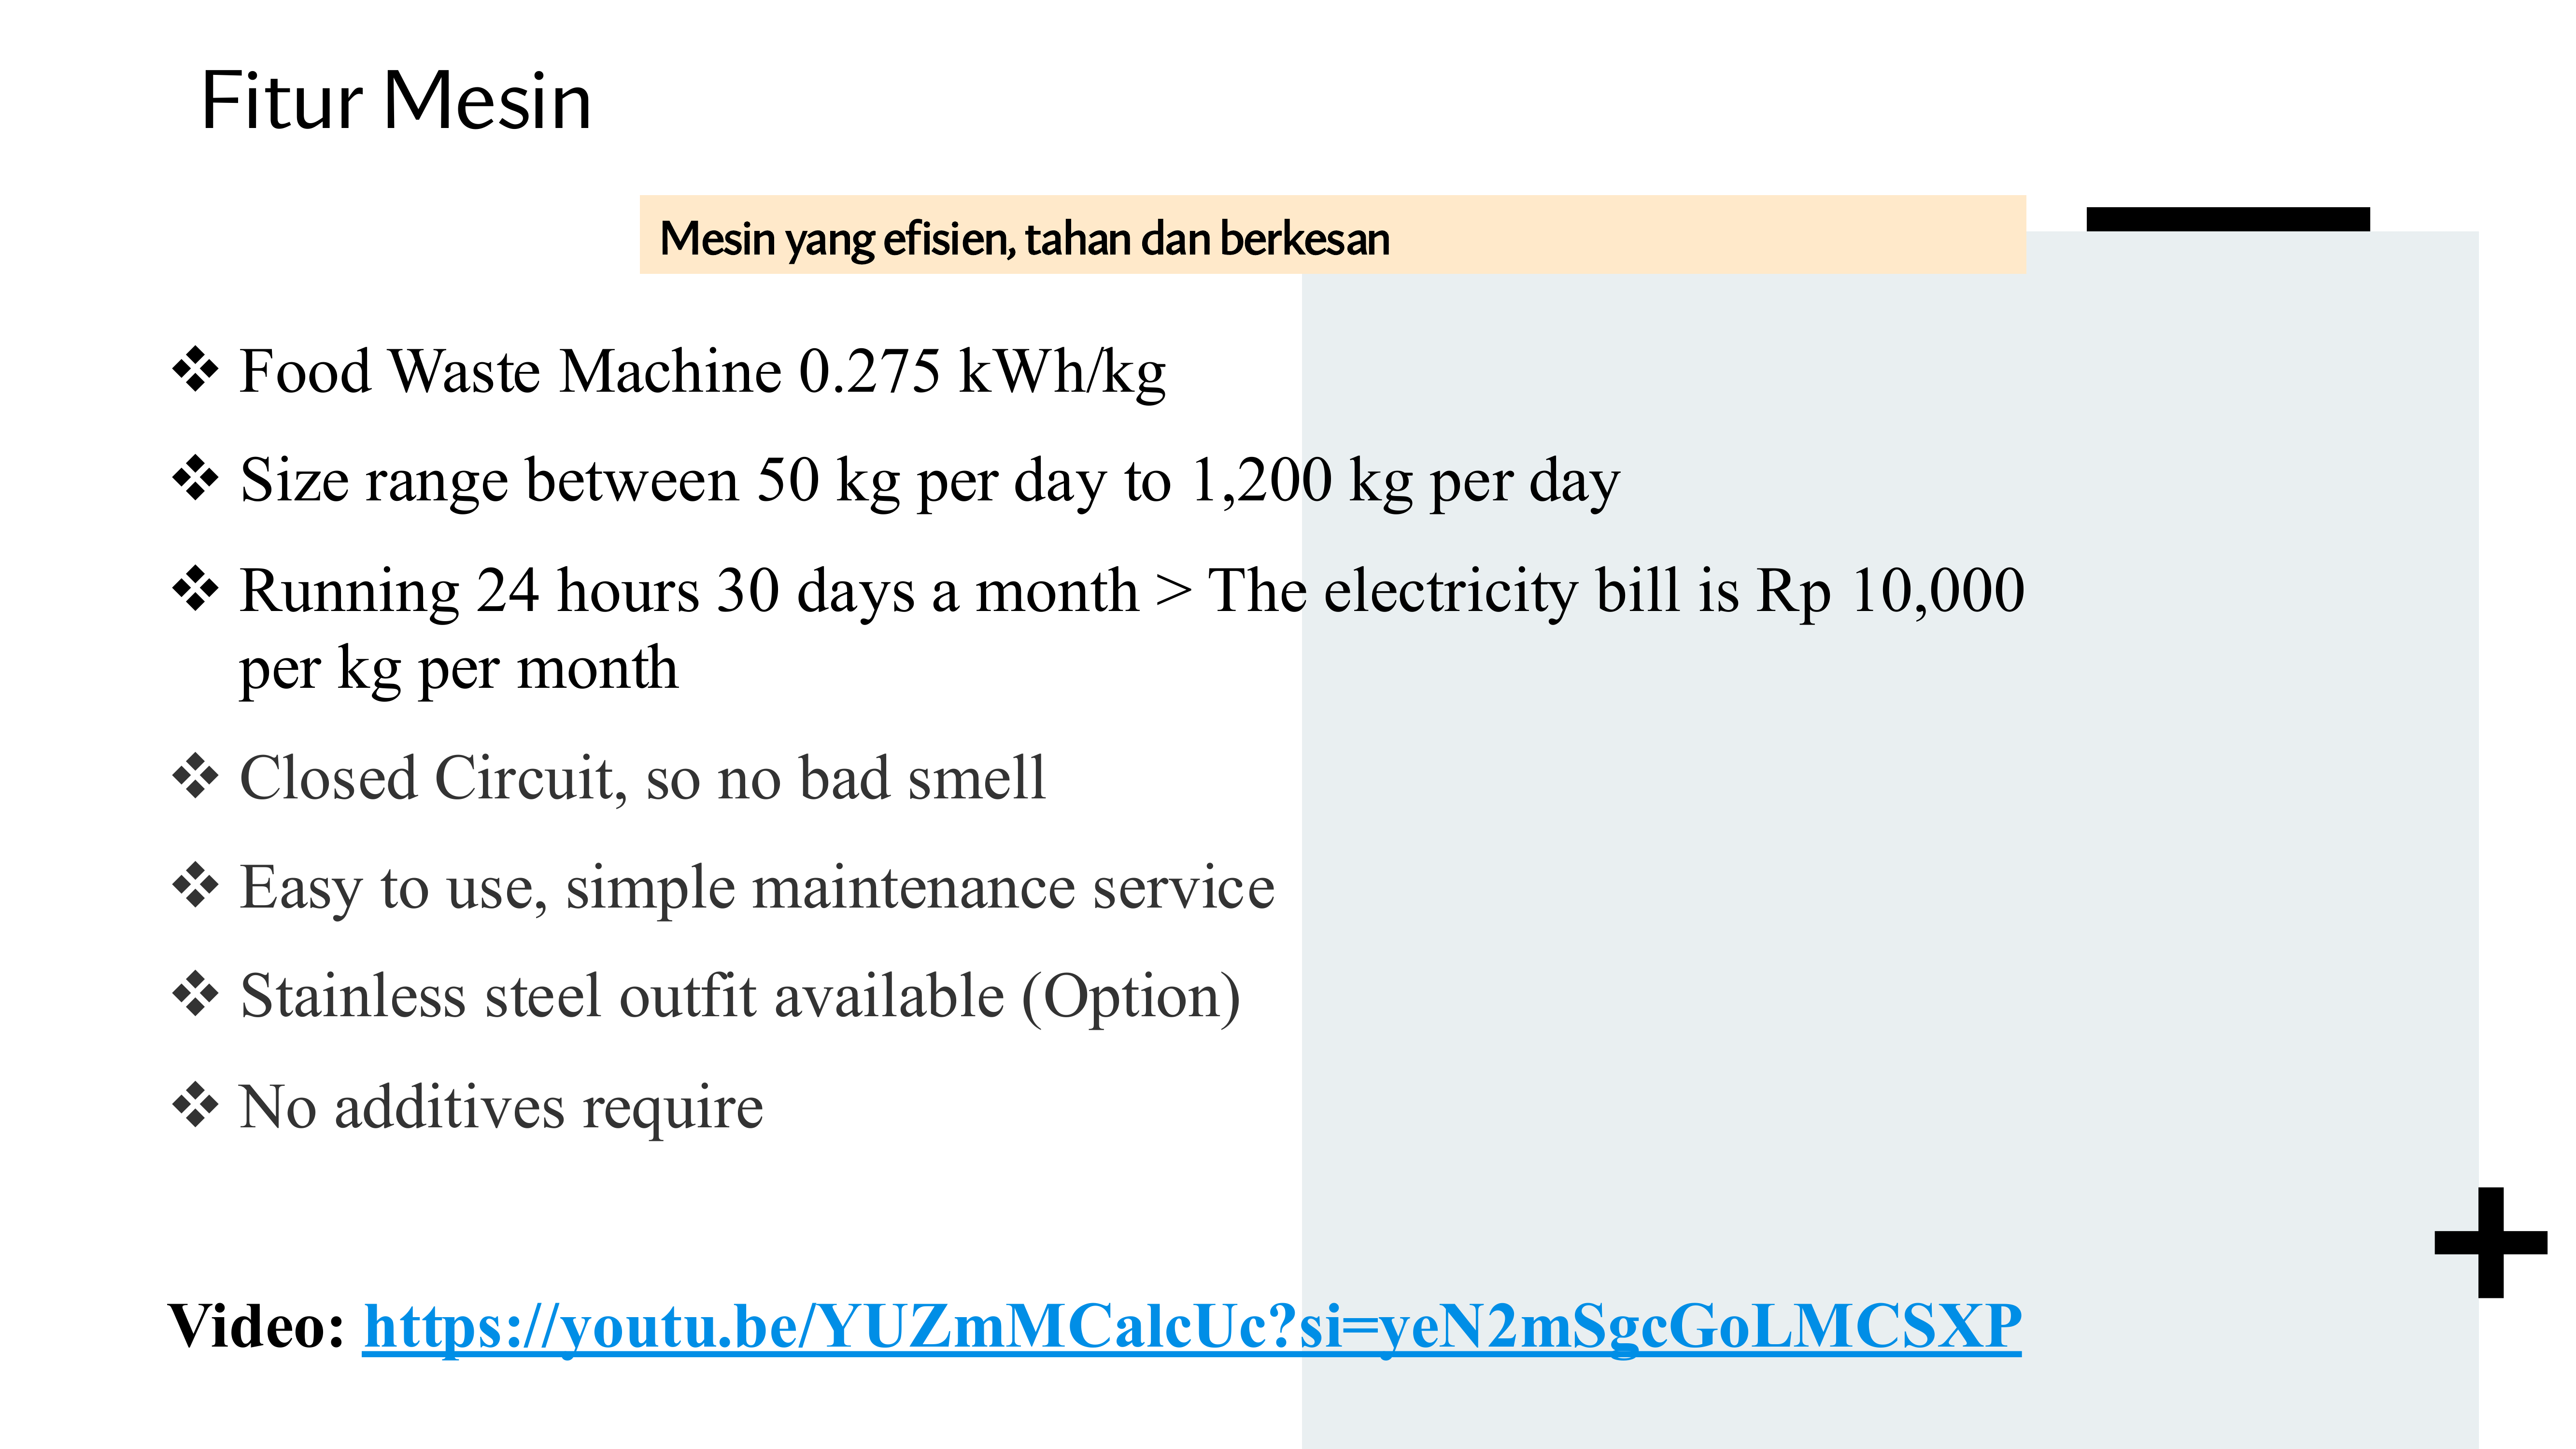 Fitur Mesin
Mesin yang efisien, tahan dan berkesan
❖ Food Waste Machine 0.275 kWh/kg
❖ Size range between 50 kg per day to 1,200 kg per day
❖ Running 24 hours 30 days a month > The electricity bill is Rp 10,000
per kg per month
❖ Closed Circuit, so no bad smell
❖ Easy to use, simple maintenance service
❖ Stainless steel outfit available (Option)
❖ No additives require
Video: https://youtu.be/YUZmMCalcUc?si=yeN2mSgcGoLMCSXP